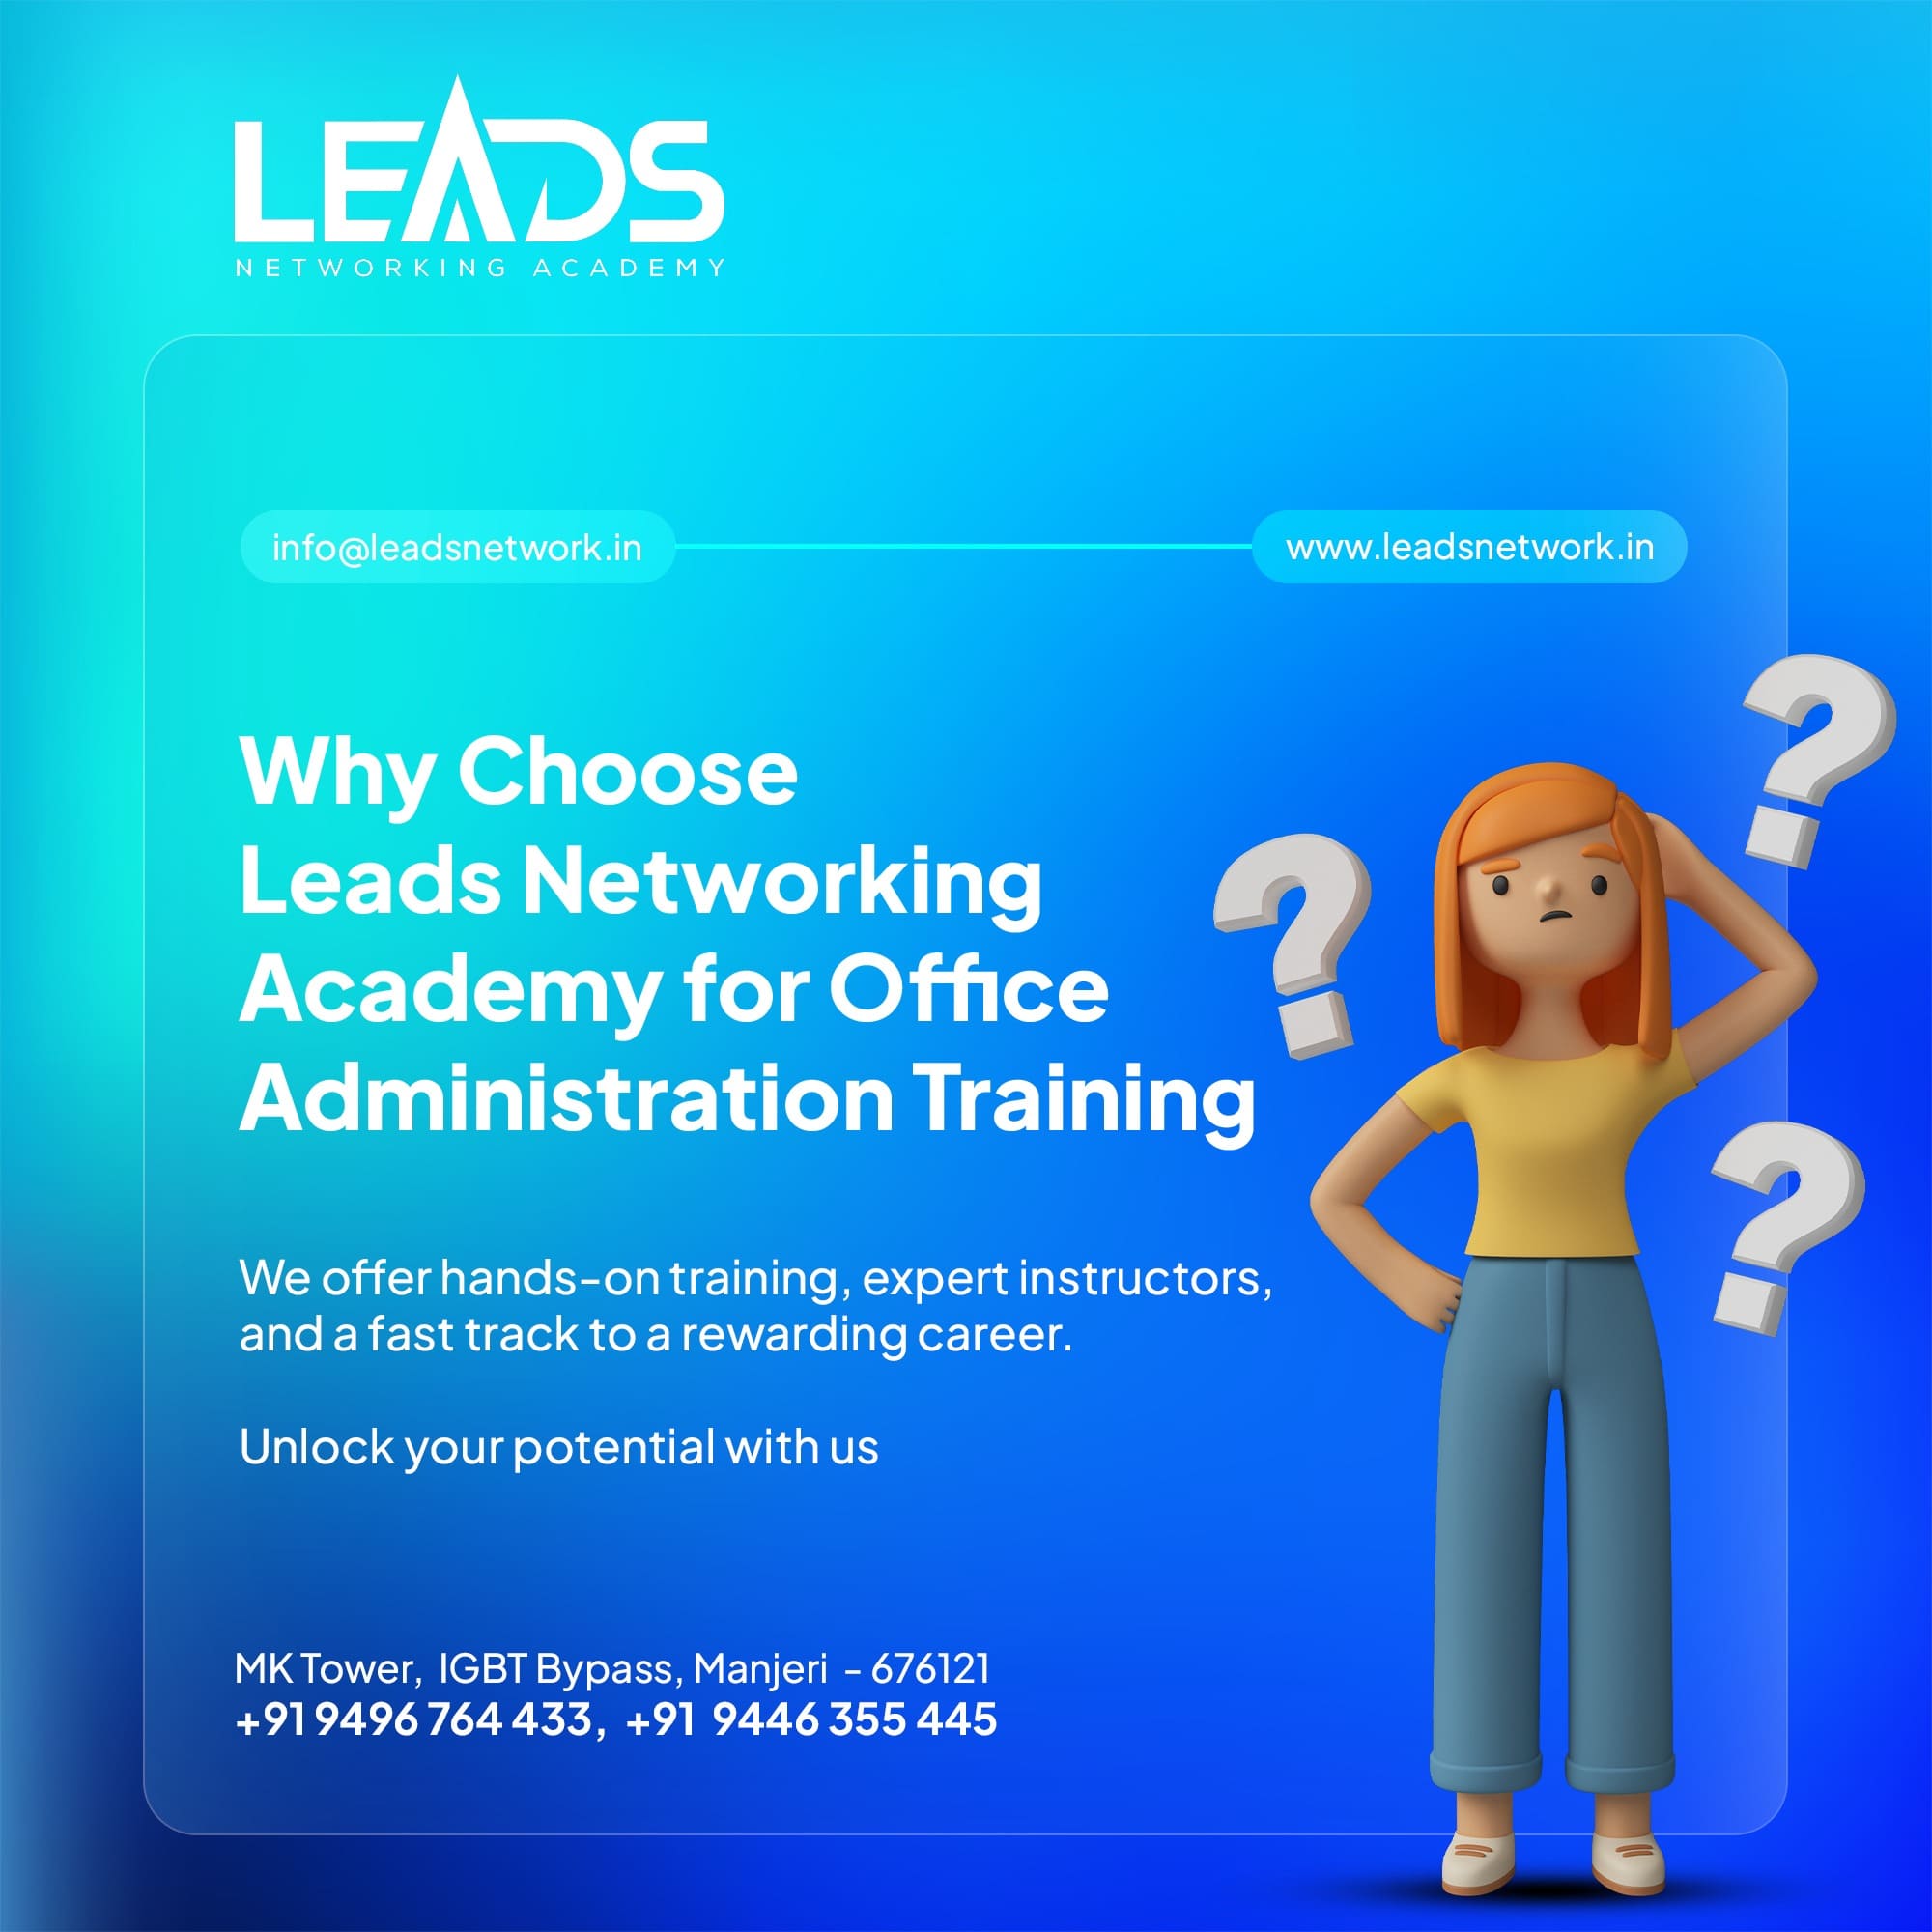 LEADS
NETWORKING ACADEMY
info@leadsnetwork.in
www.leadsnetwork.in
Why Choose
Leads Networking
Academy for Office
Administration Training
We offer hands-on training, expert instructors,
and a fast track to a rewarding career.
Unlock your potential with us
MK Tower, IGBT Bypass, Manjeri - 676121
+91 9496 764 433, +91 9446 355 445
?
?
?